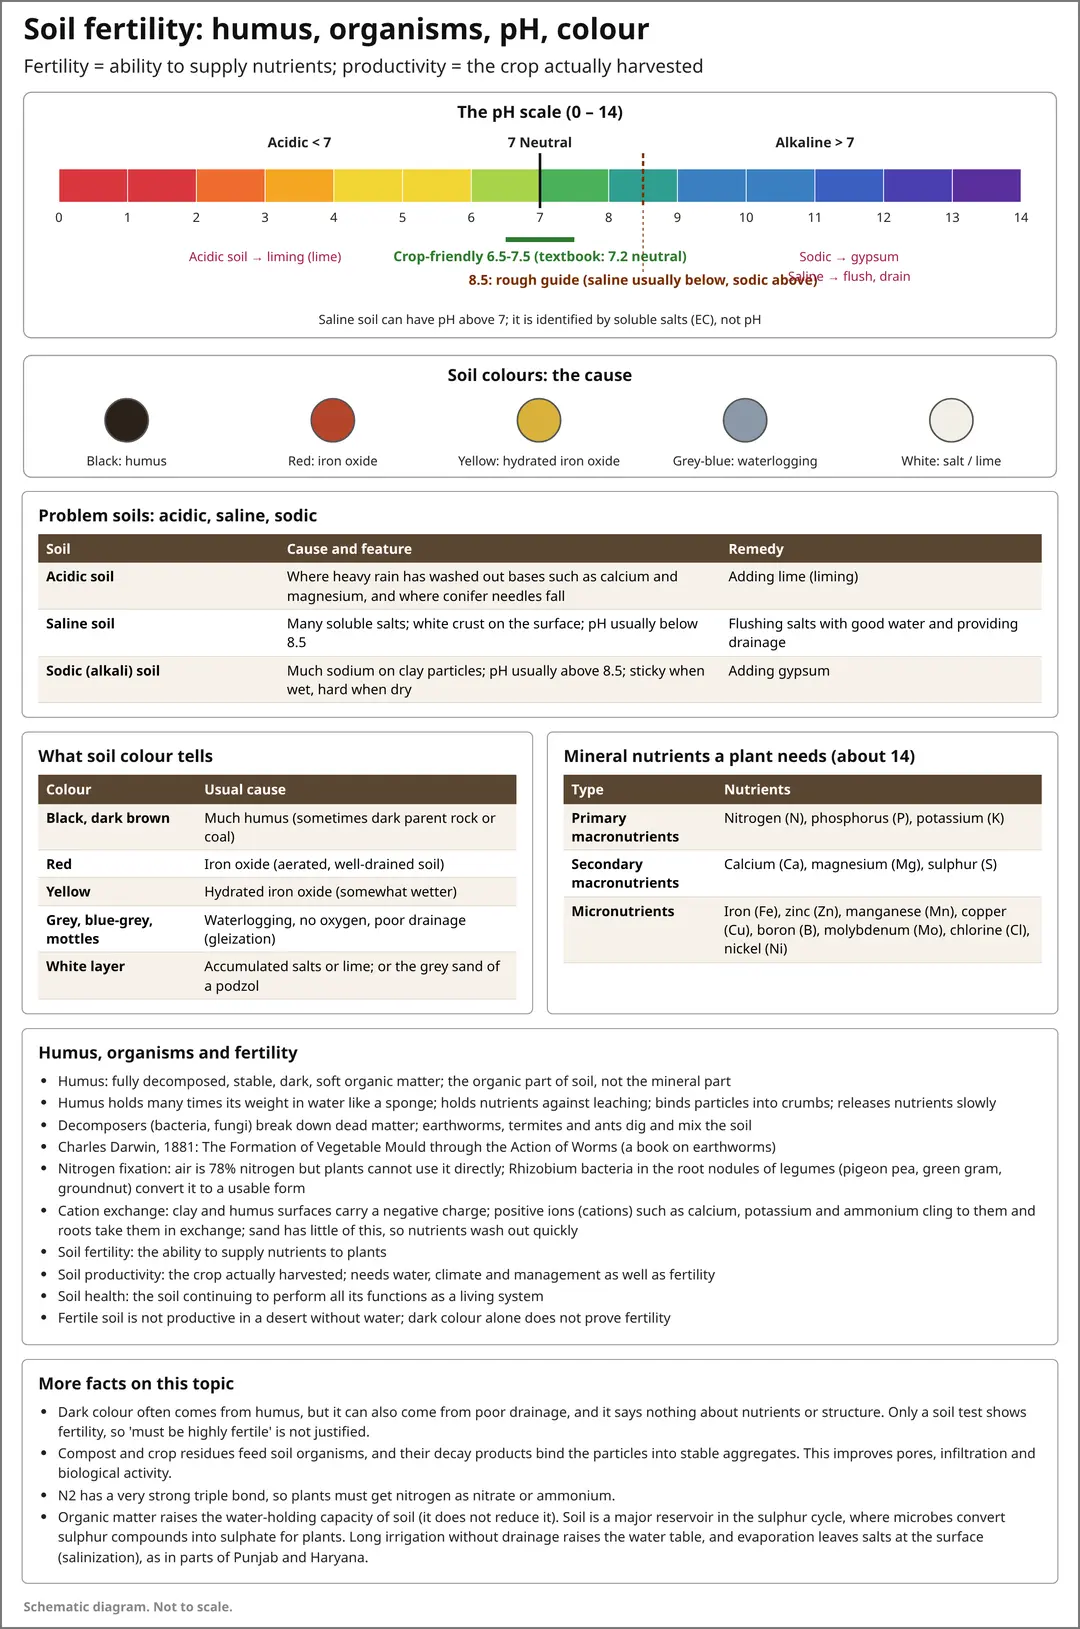 Soil fertility: humus, organisms, pH, colour
Fertility = ability to supply nutrients; productivity = the crop actually harvested
The pH scale (0 – 14)
Acidic < 7
7 Neutral
Alkaline > 7
0 1 2 3 4 5 6 7 8 9 10 11 12 13 14
Acidic soil → liming (lime)
Crop-friendly 6.5-7.5 (textbook: 7.2 neutral)
Sodic → gypsum
Saline → flush, drain
8.5: rough guide (saline usually below, sodic above)
Saline soil can have pH above 7; it is identified by soluble salts (EC), not pH
Soil colours: the cause
Black: humus
Red: iron oxide
Yellow: hydrated iron oxide
Grey-blue: waterlogging
White: salt / lime
Problem soils: acidic, saline, sodic
Soil Cause and feature Remedy
Acidic soil Where heavy rain has washed out bases such as calcium and Adding lime (liming)
magnesium, and where conifer needles fall
Saline soil Many soluble salts; white crust on the surface; pH usually below Flushing salts with good water and providing
8.5 drainage
Sodic (alkali) soil Much sodium on clay particles; pH usually above 8.5; sticky when Adding gypsum
wet, hard when dry
What soil colour tells
Colour Usual cause
Black, dark brown Much humus (sometimes dark parent rock or
coal)
Red Iron oxide (aerated, well-drained soil)
Yellow Hydrated iron oxide (somewhat wetter)
Grey, blue-grey, Waterlogging, no oxygen, poor drainage
mottles (gleization)
White layer Accumulated salts or lime; or the grey sand of
a podzol
Mineral nutrients a plant needs (about 14)
Type Nutrients
Primary Nitrogen (N), phosphorus (P), potassium (K)
macronutrients
Secondary Calcium (Ca), magnesium (Mg), sulphur (S)
macronutrients
Micronutrients Iron (Fe), zinc (Zn), manganese (Mn), copper
(Cu), boron (B), molybdenum (Mo), chlorine (Cl),
nickel (Ni)
Humus, organisms and fertility
• Humus: fully decomposed, stable, dark, soft organic matter; the organic part of soil, not the mineral part
• Humus holds many times its weight in water like a sponge; holds nutrients against leaching; binds particles into crumbs; releases nutrients slowly
• Decomposers (bacteria, fungi) break down dead matter; earthworms, termites and ants dig and mix the soil
• Charles Darwin, 1881: The Formation of Vegetable Mould through the Action of Worms (a book on earthworms)
• Nitrogen fixation: air is 78% nitrogen but plants cannot use it directly; Rhizobium bacteria in the root nodules of legumes (pigeon pea, green gram,
groundnut) convert it to a usable form
• Cation exchange: clay and humus surfaces carry a negative charge; positive ions (cations) such as calcium, potassium and ammonium cling to them and
roots take them in exchange; sand has little of this, so nutrients wash out quickly
• Soil fertility: the ability to supply nutrients to plants
• Soil productivity: the crop actually harvested; needs water, climate and management as well as fertility
• Soil health: the soil continuing to perform all its functions as a living system
• Fertile soil is not productive in a desert without water; dark colour alone does not prove fertility
More facts on this topic
• Dark colour often comes from humus, but it can also come from poor drainage, and it says nothing about nutrients or structure. Only a soil test shows
fertility, so 'must be highly fertile' is not justified.
• Compost and crop residues feed soil organisms, and their decay products bind the particles into stable aggregates. This improves pores, infiltration and
biological activity.
• N2 has a very strong triple bond, so plants must get nitrogen as nitrate or ammonium.
• Organic matter raises the water-holding capacity of soil (it does not reduce it). Soil is a major reservoir in the sulphur cycle, where microbes convert
sulphur compounds into sulphate for plants. Long irrigation without drainage raises the water table, and evaporation leaves salts at the surface
(salinization), as in parts of Punjab and Haryana.
Schematic diagram. Not to scale.